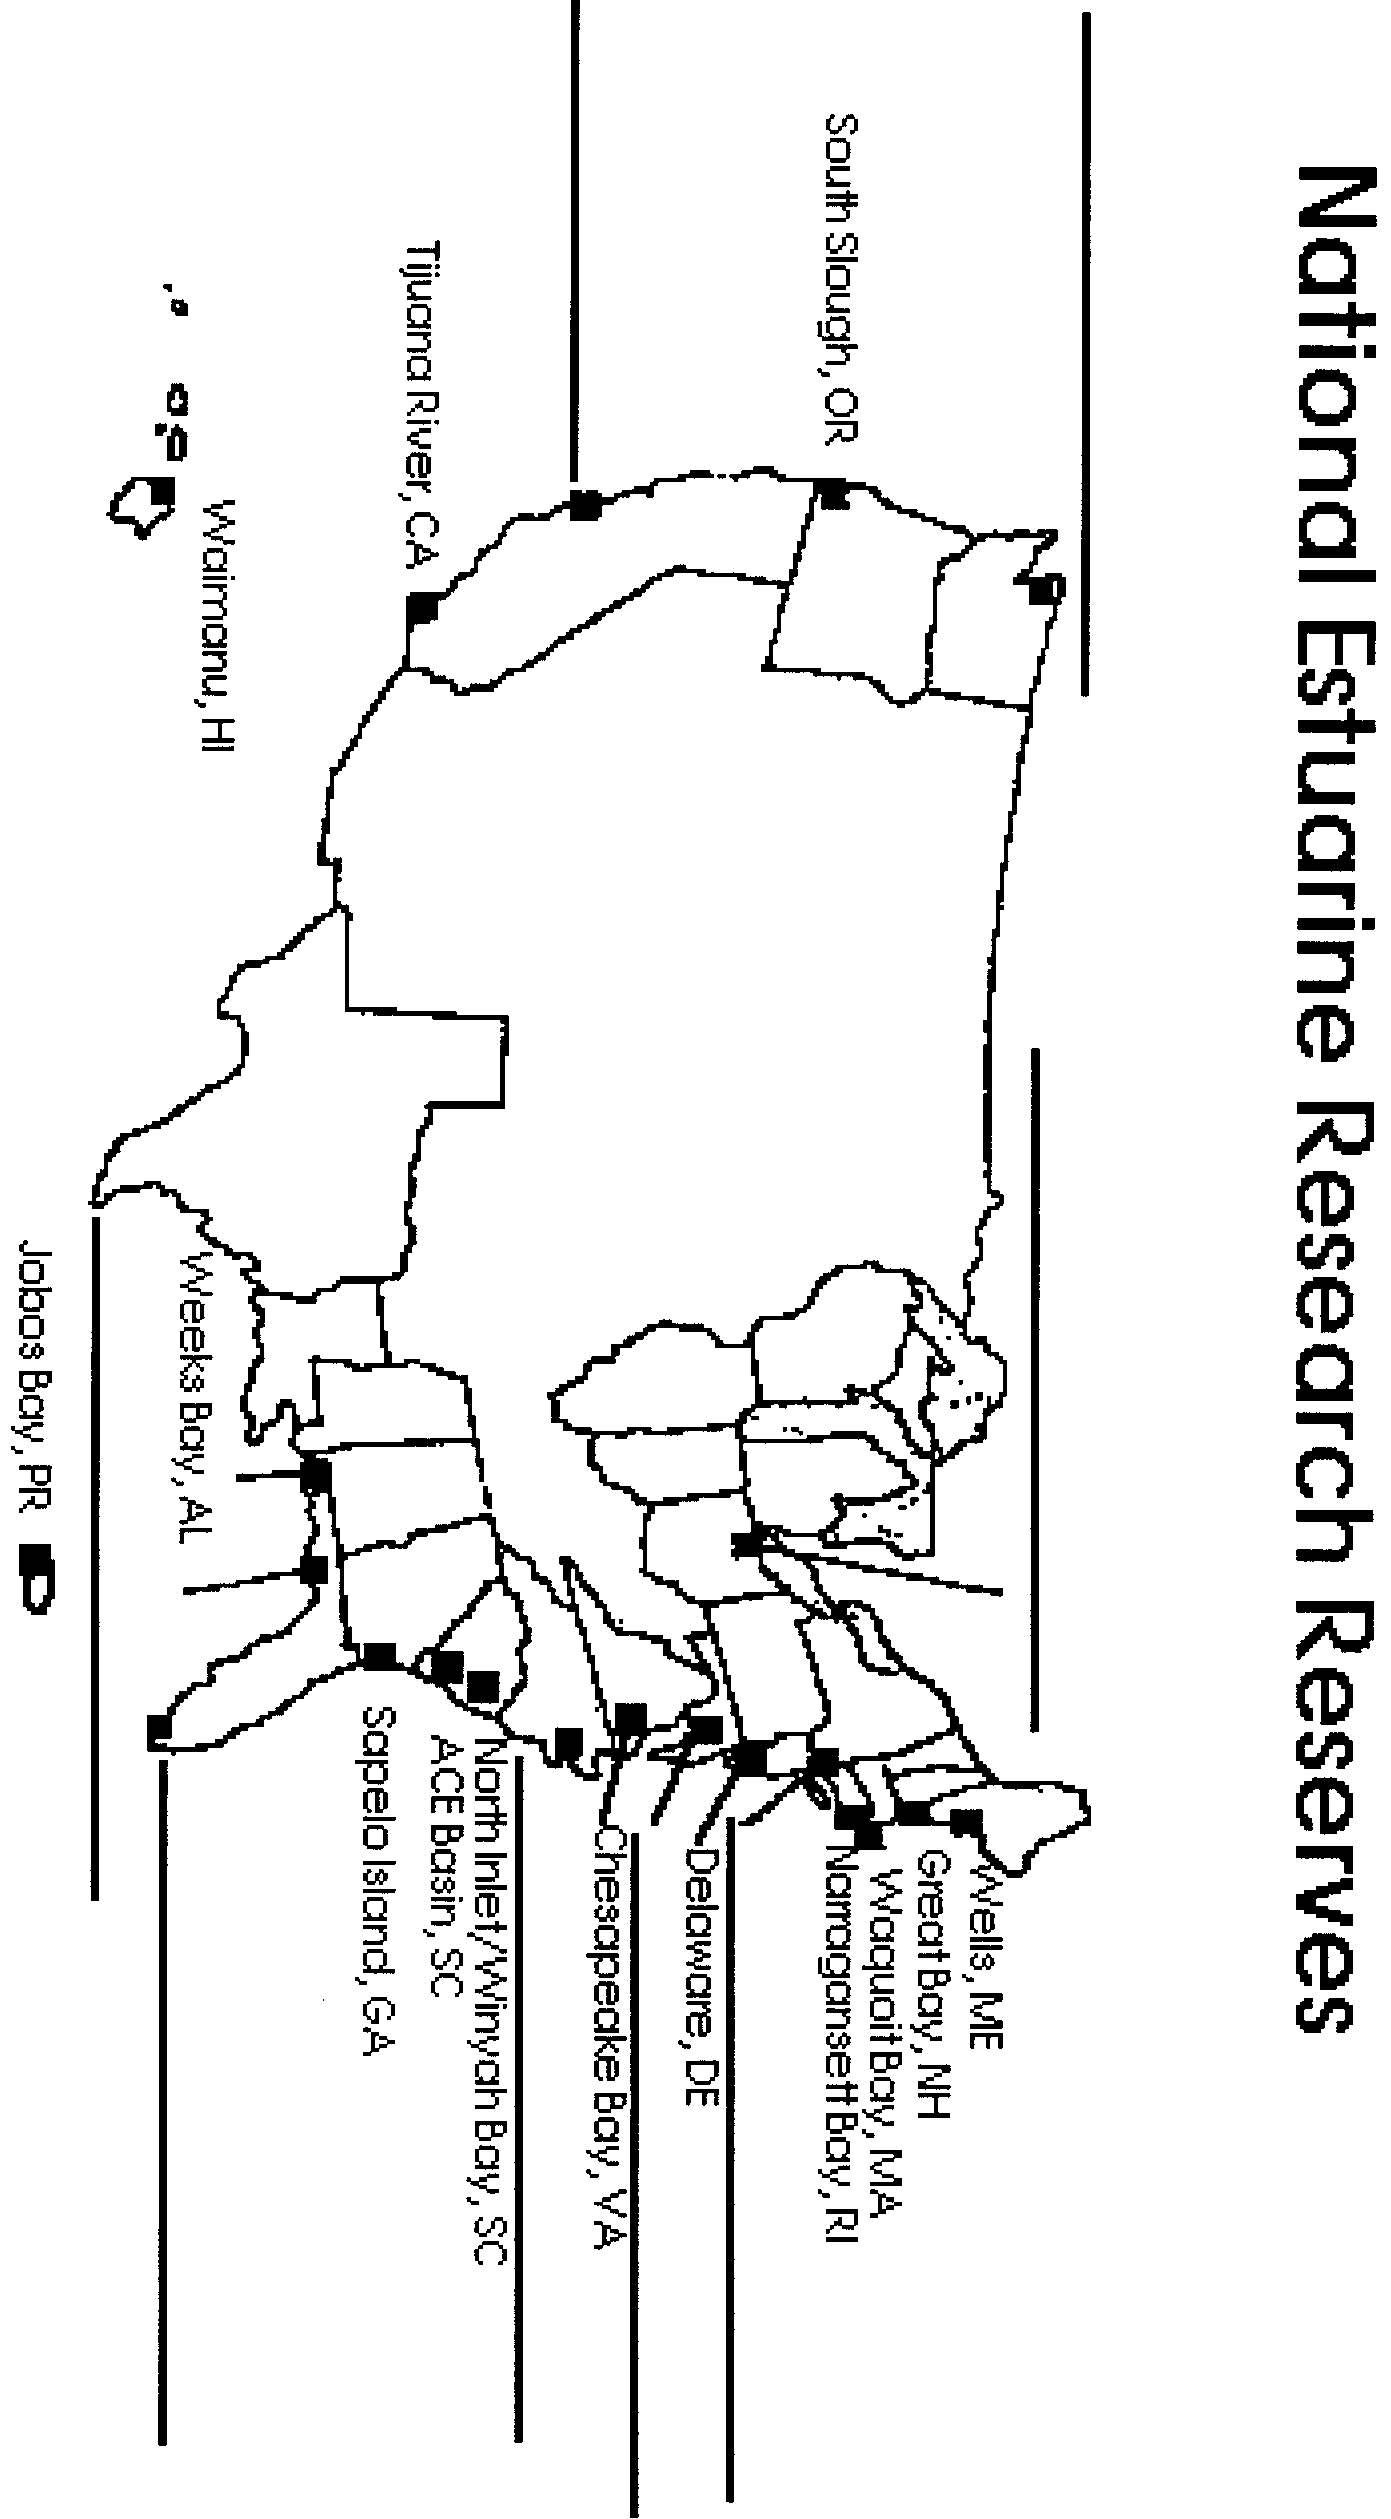 National Estuarine Research Reserves
South Slough, OR
Tijuana River, CA
Waimanu, HI
Wells, ME
Great Bay, NH
Waquoit Bay, MA
Narragansett Bay, RI
Delaware, DE
Chesapeake Bay, VA
North Inlet/Winyah Bay, SC
ACE Basin, SC
Sapelo Island, GA
Weeks Bay, AL
Jobos Bay, PR